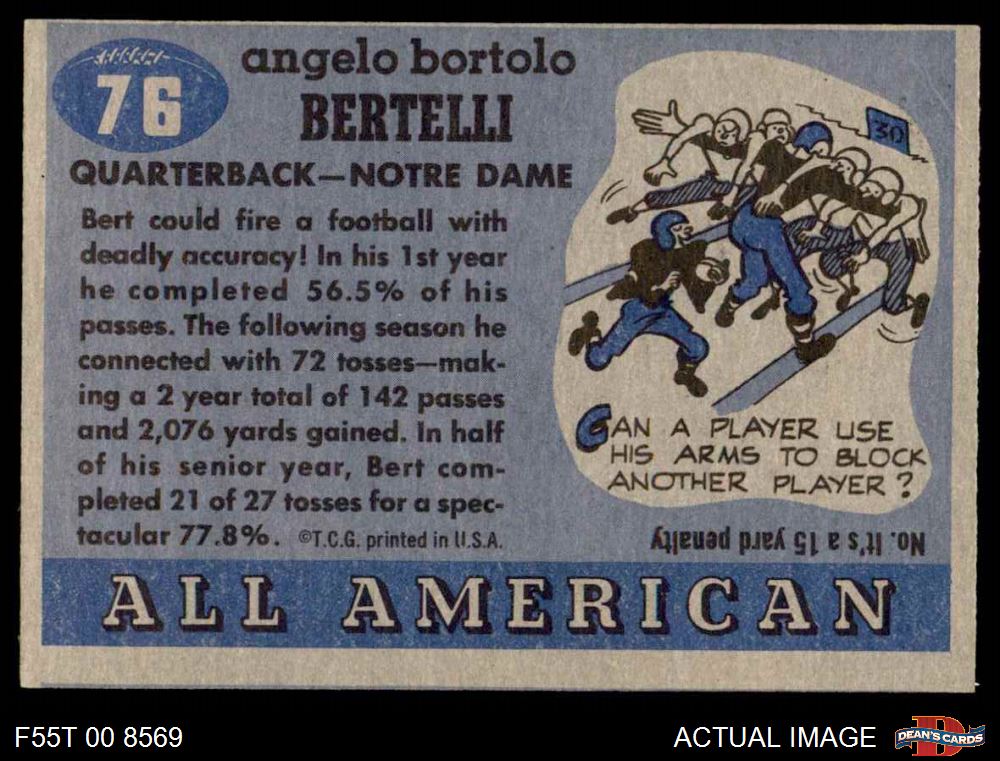 76
angelo bortolo
BERTELLI
QUARTERBACK—NOTRE DAME
Bert could fire a football with
deadly accuracy! In his 1st year
he completed 56.5% of his
passes. The following season he
connected with 72 tosses—mak-
ing a 2 year total of 142 passes
and 2,076 yards gained. In half
of his senior year, Bert com-
pleted 21 of 27 tosses for a spec-
tacular 77.8%. ©T.C.G. printed in U.S.A.
30
CAN A PLAYER USE
HIS ARMS TO BLOCK
ANOTHER PLAYER?
No. It's a 15 yard penalty
ALL AMERICAN
F55T 00 8569
ACTUAL IMAGE
DEAN'S CARDS